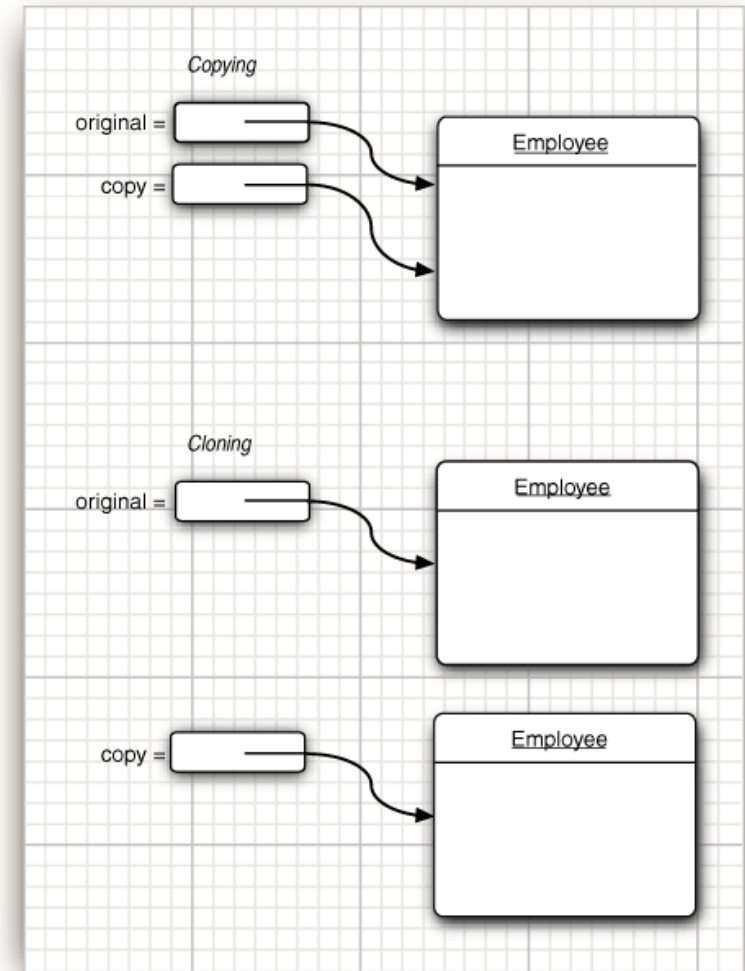 Copying
original =
Employee
copy =
Cloning
original =
Employee
copy =
Employee